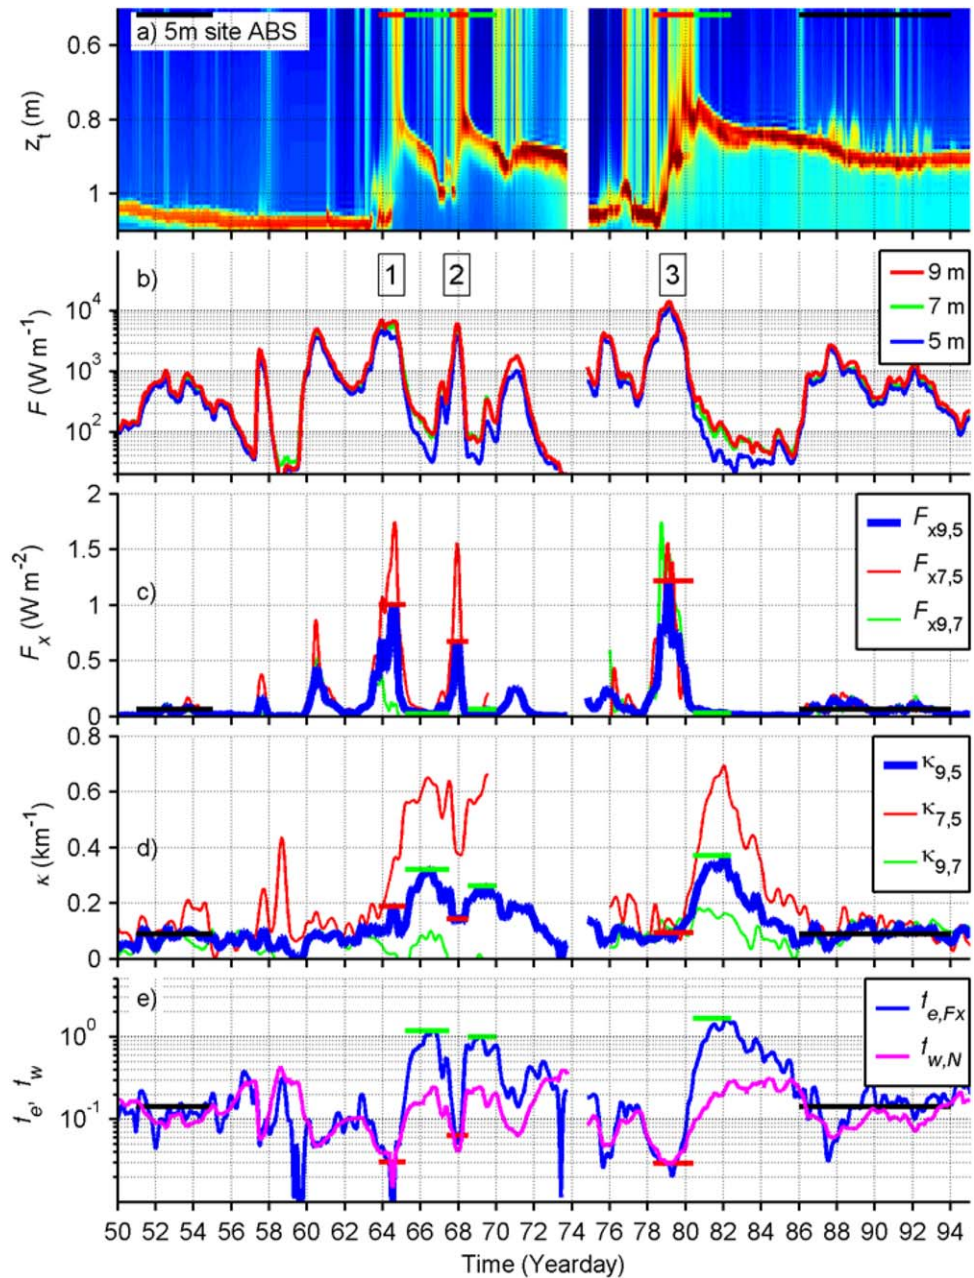 a) 5m site ABS
0.6
0.8
1
z_t (m)
b)
1
2
3
9 m
7 m
5 m
10^4
10^3
10^2
F (W m^-1)
2
1.5
1
0.5
0
F_x (W m^-2)
c)
F_x9,5
F_x7,5
F_x9,7
0.8
0.6
0.4
0.2
0
κ (km^-1)
d)
κ_9,5
κ_7,5
κ_9,7
e)
10^0
10^-1
f_e, f_w
f_e,Fx
f_w,N
50 52 54 56 58 60 62 64 66 68 70 72 74 76 78 80 82 84 86 88 90 92 94
Time (Yearday)